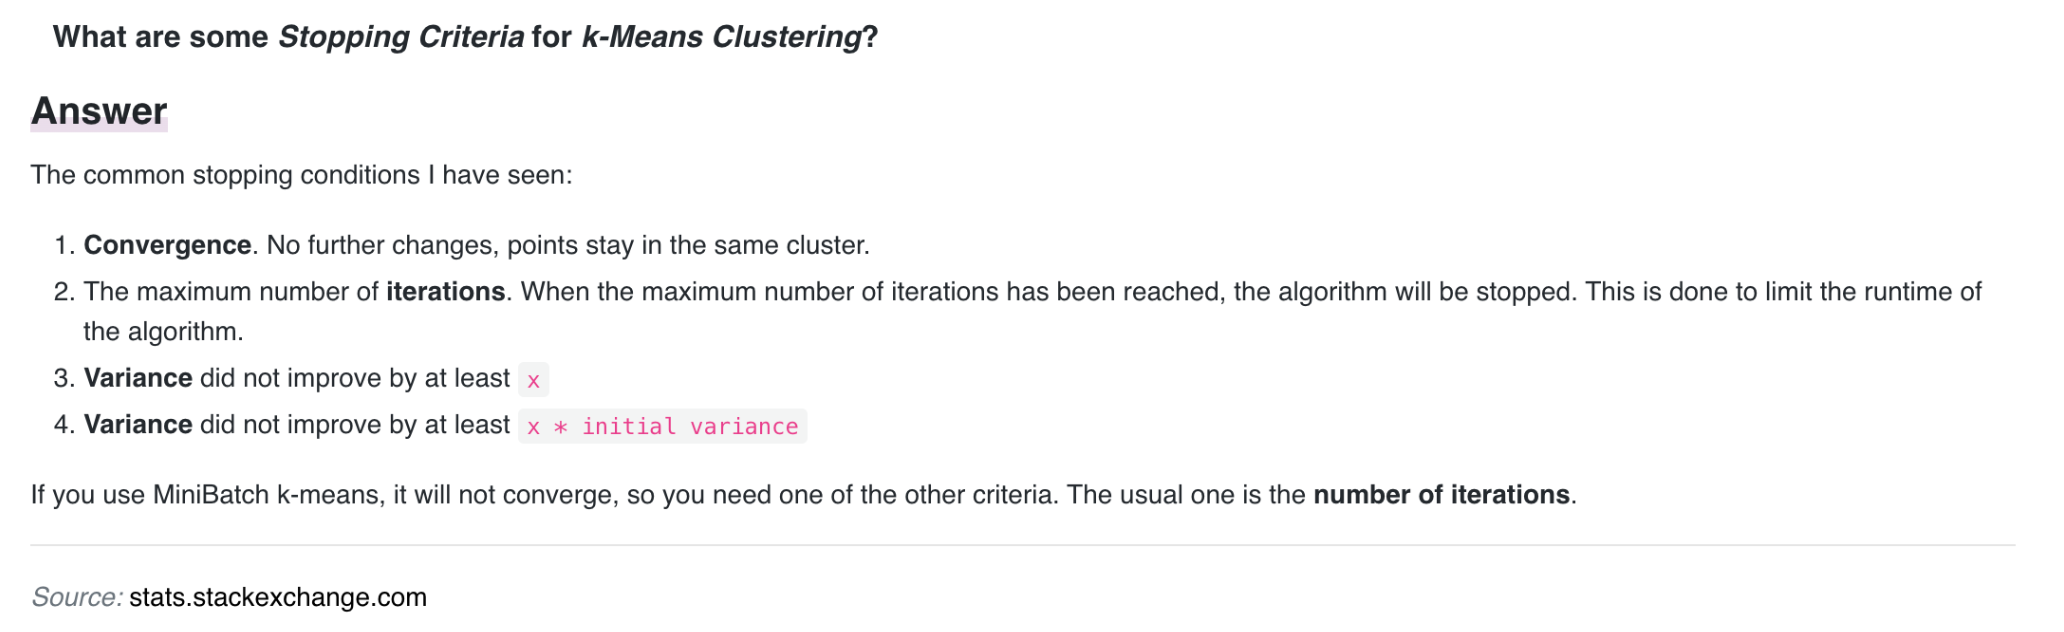 What are some Stopping Criteria for k-Means Clustering?
Answer
The common stopping conditions I have seen:
1. Convergence. No further changes, points stay in the same cluster.
2. The maximum number of iterations. When the maximum number of iterations has been reached, the algorithm will be stopped. This is done to limit the runtime of
the algorithm.
3. Variance did not improve by at least x
4. Variance did not improve by at least x * initial variance
If you use MiniBatch k-means, it will not converge, so you need one of the other criteria. The usual one is the number of iterations.
Source: stats.stackexchange.com